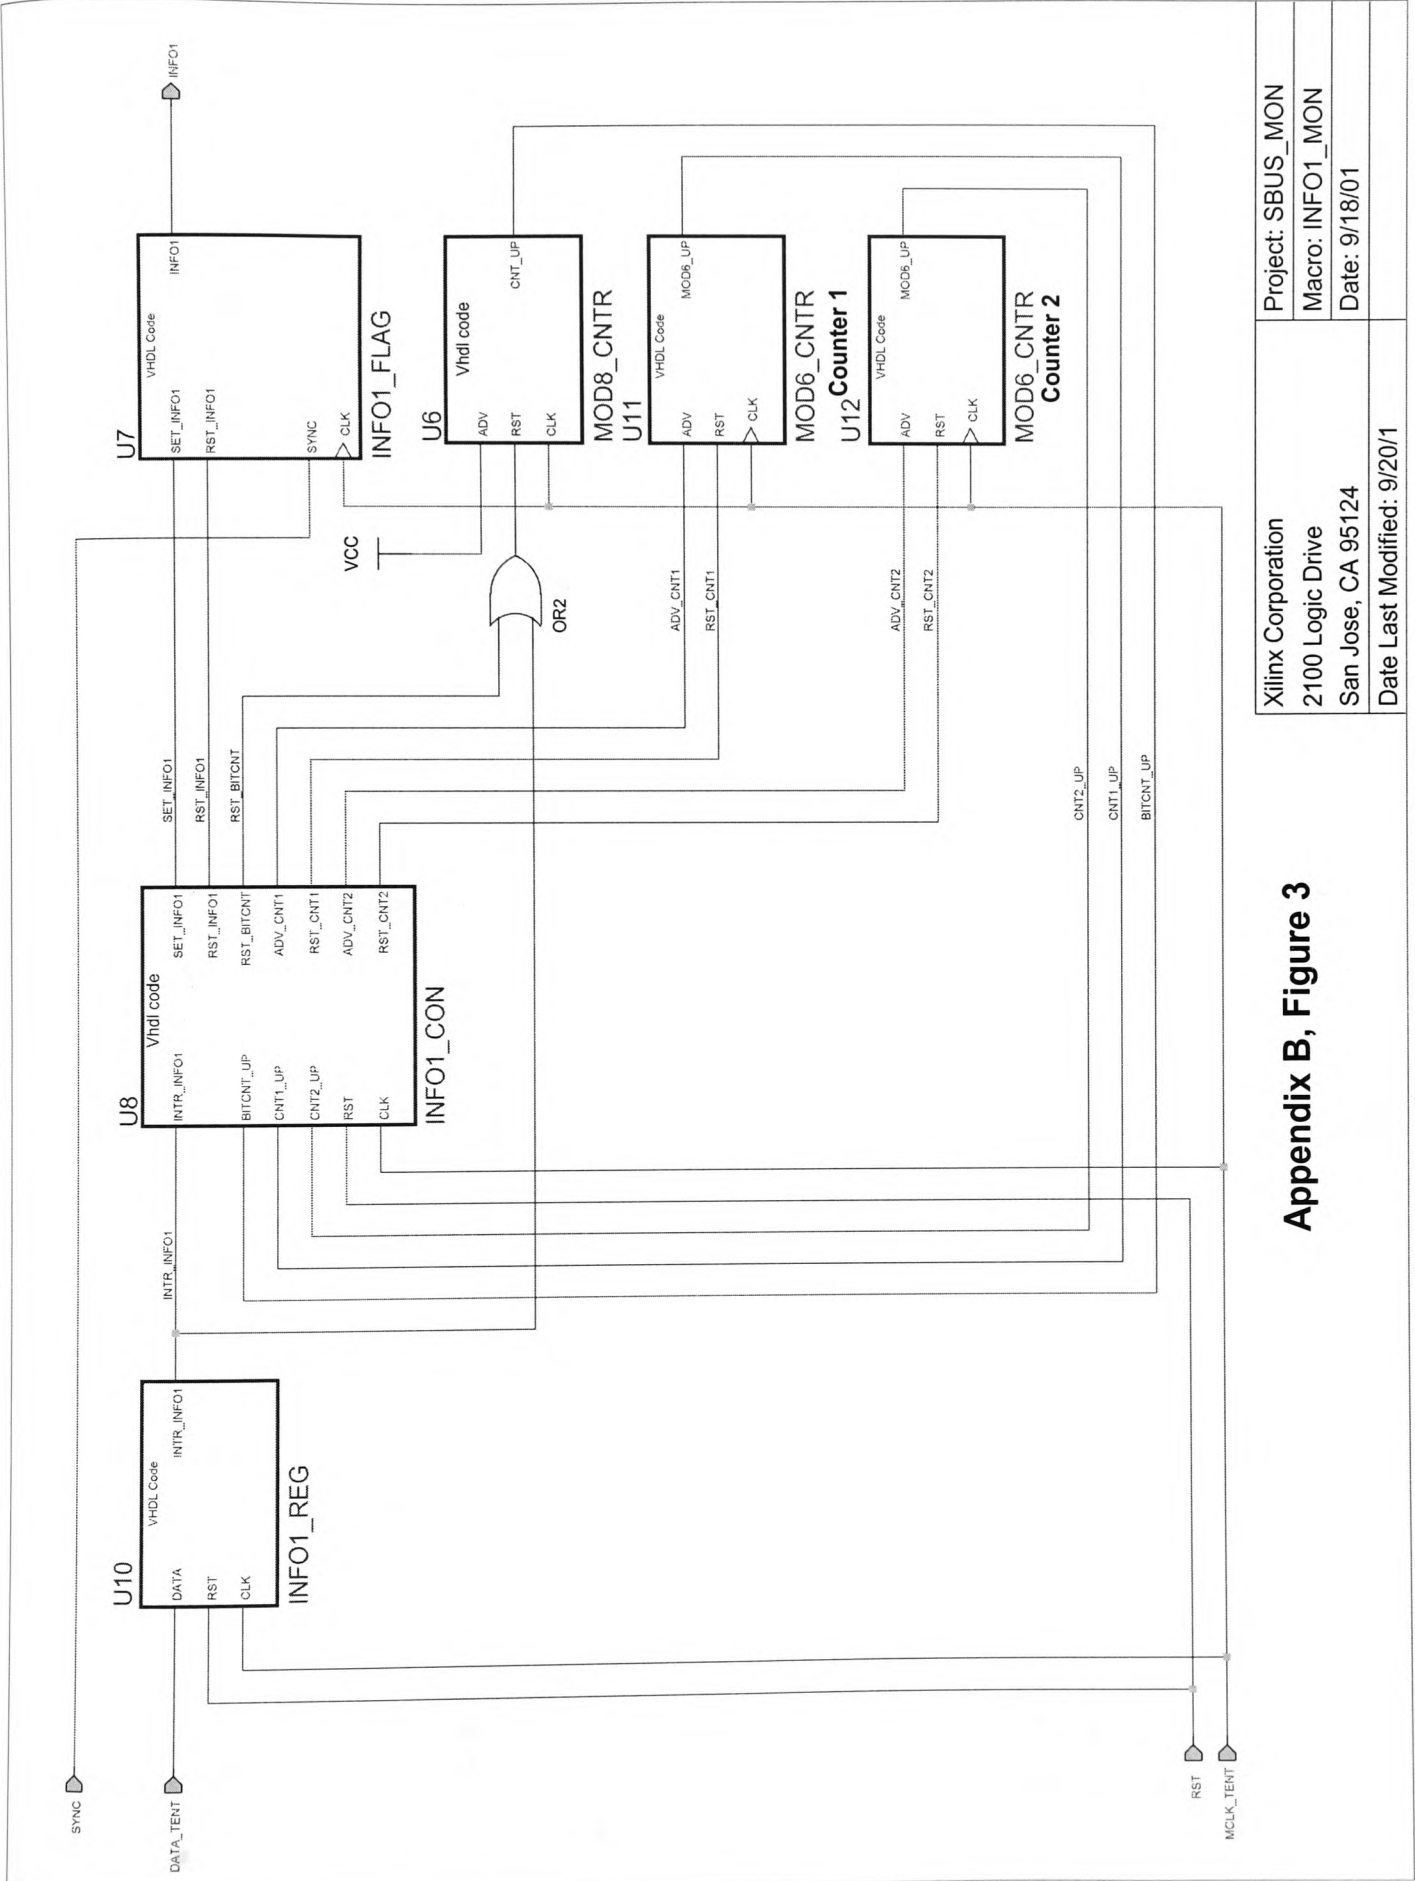 SYNC
DATA_TENT
RST
MCLK_TENT
U10
VHDL Code
DATA
INTR_INFO1
RST
CLK
INFO1_REG
INTR_INFO1
U8
Vhdl code
INTR_INFO1
SET_INFO1
RST_INFO1
BITCNT_UP
RST_BITCNT
CNT1_UP
ADV_CNT1
CNT2_UP
RST_CNT1
RST
ADV_CNT2
CLK
RST_CNT2
INFO1_CON
SET_INFO1
RST_INFO1
RST_BITCNT
U7
VHDL Code
SET_INFO1
INFO1
RST_INFO1
SYNC
CLK
INFO1_FLAG
INFO1
VCC
OR2
U6
Vhdl code
ADV
CNT_UP
RST
CLK
MOD8_CNTR
U11
VHDL Code
ADV
MOD6_UP
RST
CLK
MOD6_CNTR
Counter 1
ADV_CNT1
RST_CNT1
U12
VHDL Code
ADV
MOD6_UP
RST
CLK
MOD6_CNTR
Counter 2
ADV_CNT2
RST_CNT2
CNT2_UP
CNT1_UP
BITCNT_UP
Appendix B, Figure 3
Xilinx Corporation
2100 Logic Drive
San Jose, CA 95124
Date Last Modified: 9/20/1
Project: SBUS_MON
Macro: INFO1_MON
Date: 9/18/01